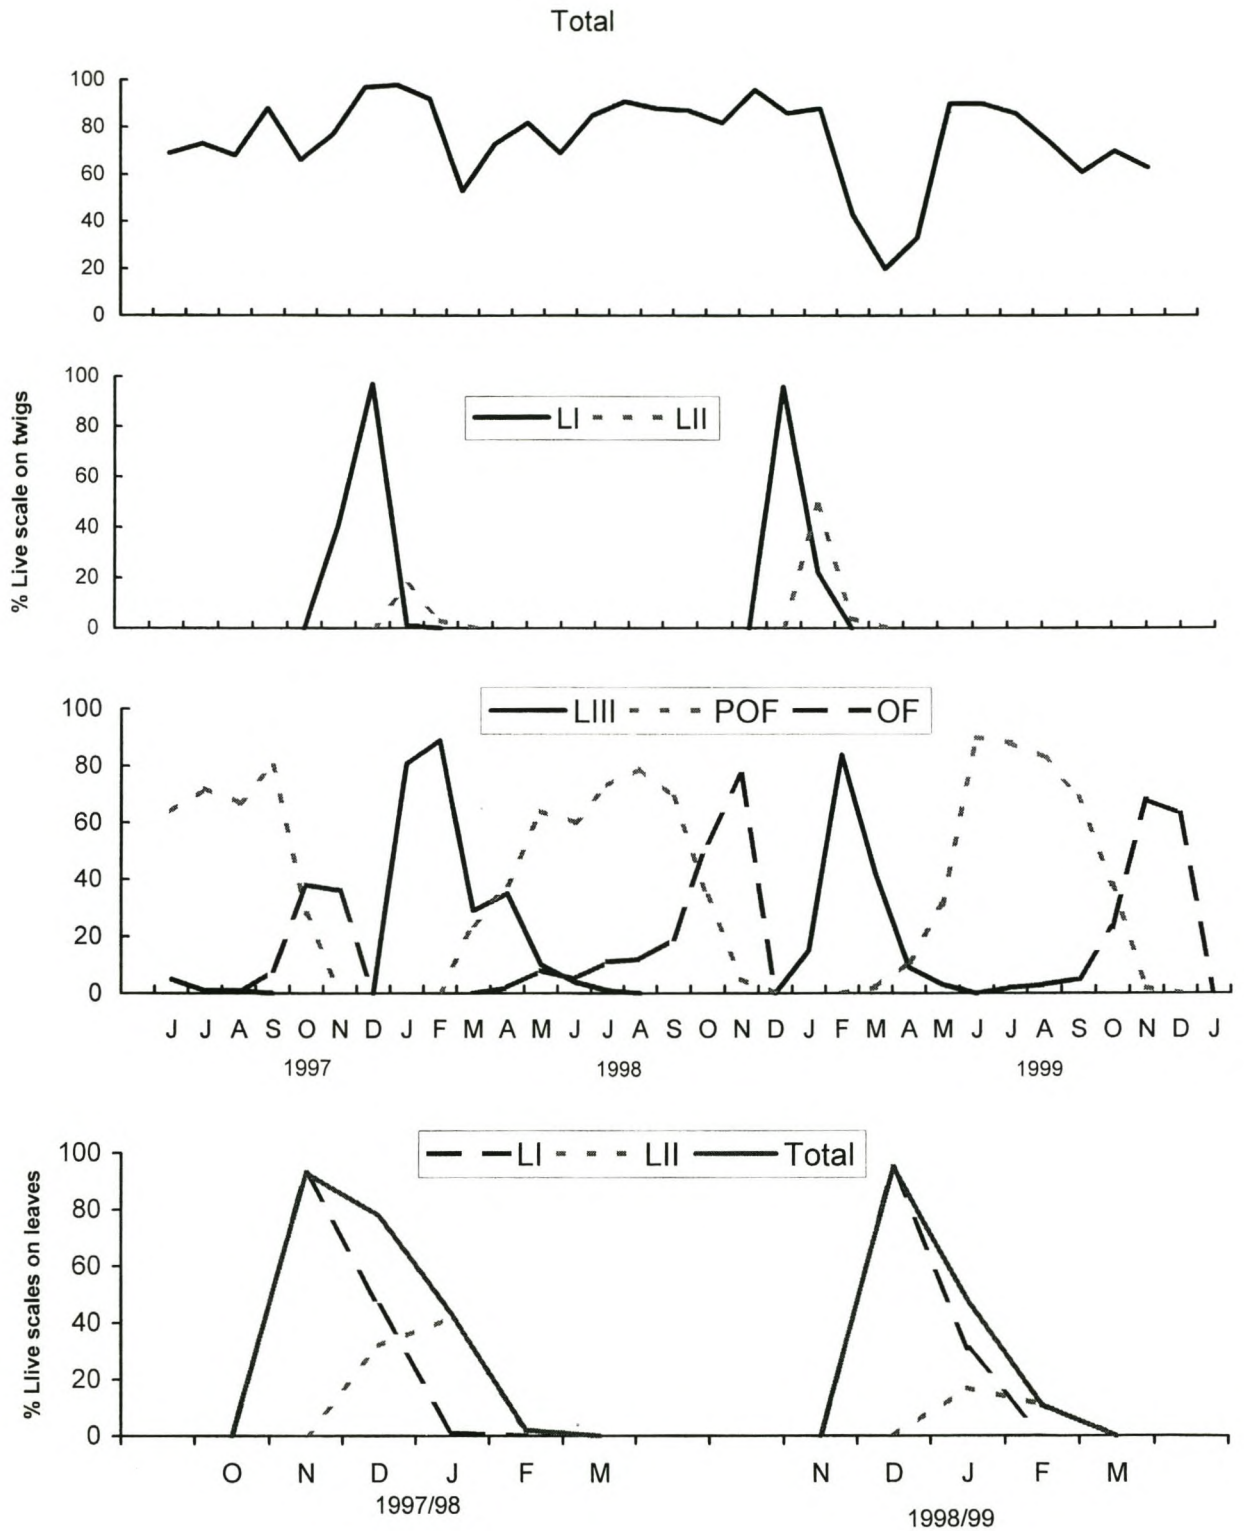 Total
100
80
60
40
20
0
% Live scale on twigs
100
80
60
40
20
0
LI LII
LIII POF OF
100
80
60
40
20
0
J J A S O N D J F M A M J J A S O N D J F M A M J J A S O N D J
1997 1998 1999
% Llive scales on leaves
LI LII Total
100
80
60
40
20
0
O N D J F M N D J F M
1997/98 1998/99